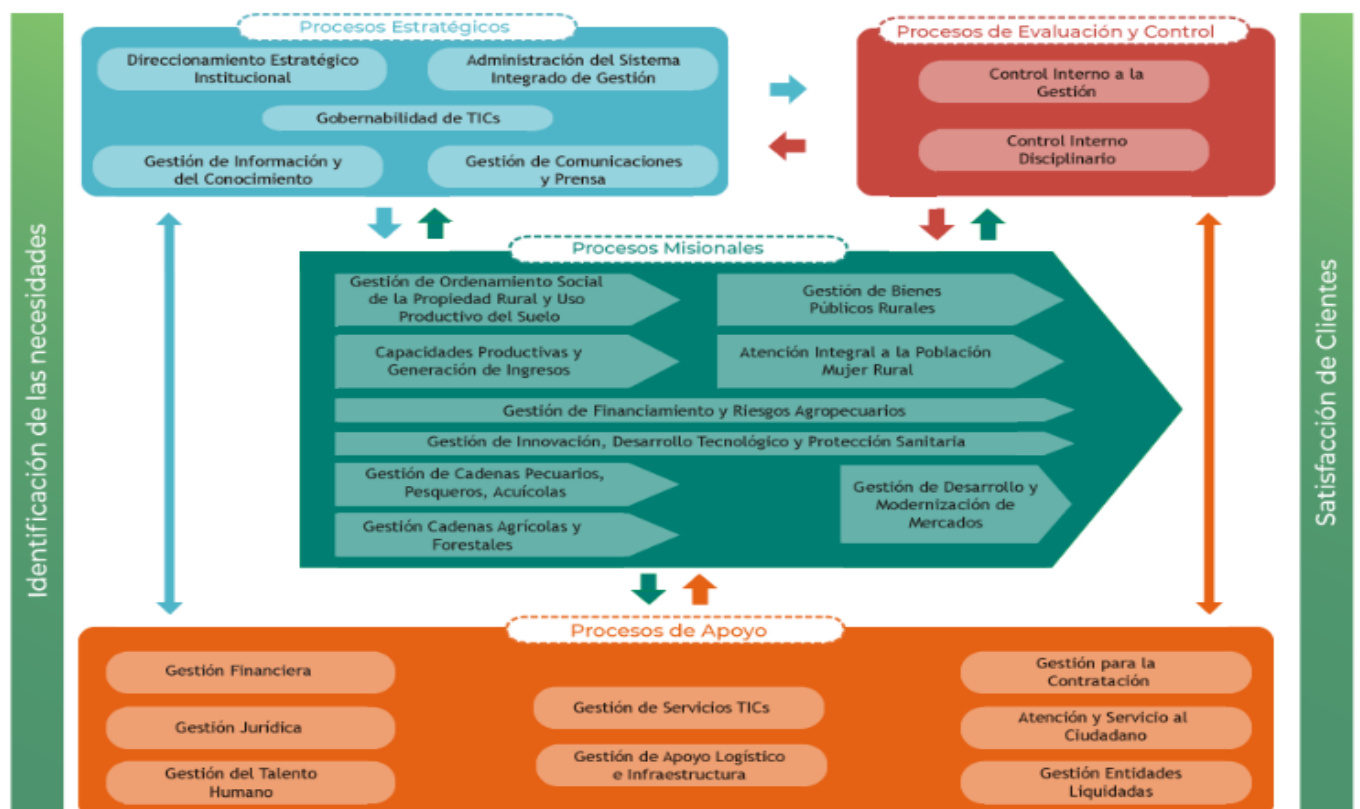 Identificación de las necesidades
Procesos Estratégicos
Direccionamiento Estratégico
Institucional
Administración del Sistema
Integrado de Gestión
Gobernabilidad de TICs
Gestión de Información y
del Conocimiento
Gestión de Comunicaciones
y Prensa
Procesos de Evaluación y Control
Control Interno a la
Gestión
Control Interno
Disciplinario
Procesos Misionales
Gestión de Ordenamiento Social
de la Propiedad Rural y Uso
Productivo del Suelo
Gestión de Bienes
Públicos Rurales
Capacidades Productivas y
Generación de Ingresos
Atención Integral a la Población
Mujer Rural
Gestión de Financiamiento y Riesgos Agropecuarios
Gestión de Innovación, Desarrollo Tecnológico y Protección Sanitaria
Gestión de Cadenas Pecuarios,
Pesqueros, Acuícolas
Gestión Cadenas Agrícolas y
Forestales
Gestión de Desarrollo y
Modernización de
Mercados
Procesos de Apoyo
Gestión Financiera
Gestión Jurídica
Gestión del Talento
Humano
Gestión de Servicios TICs
Gestión de Apoyo Logístico
e Infraestructura
Gestión para la
Contratación
Atención y Servicio al
Ciudadano
Gestión Entidades
Liquidadas
Satisfacción de Clientes